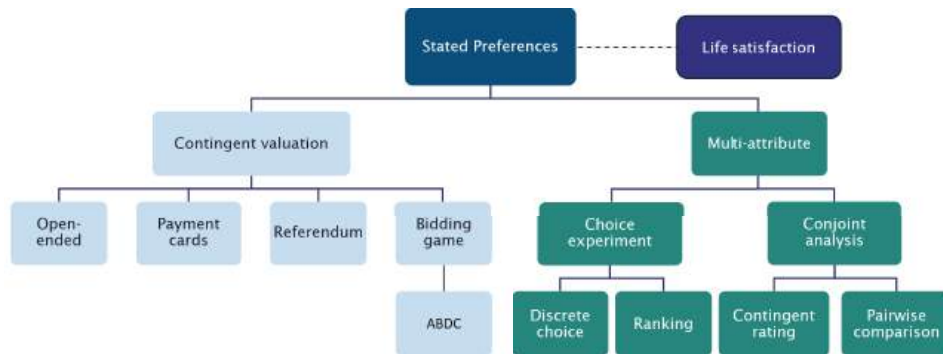 Stated Preferences
Life satisfaction
Contingent valuation
Multi-attribute
Open-
ended
Payment
cards
Referendum
Bidding
game
Choice
experiment
Conjoint
analysis
ABDC
Discrete
choice
Ranking
Contingent
rating
Pairwise
comparison